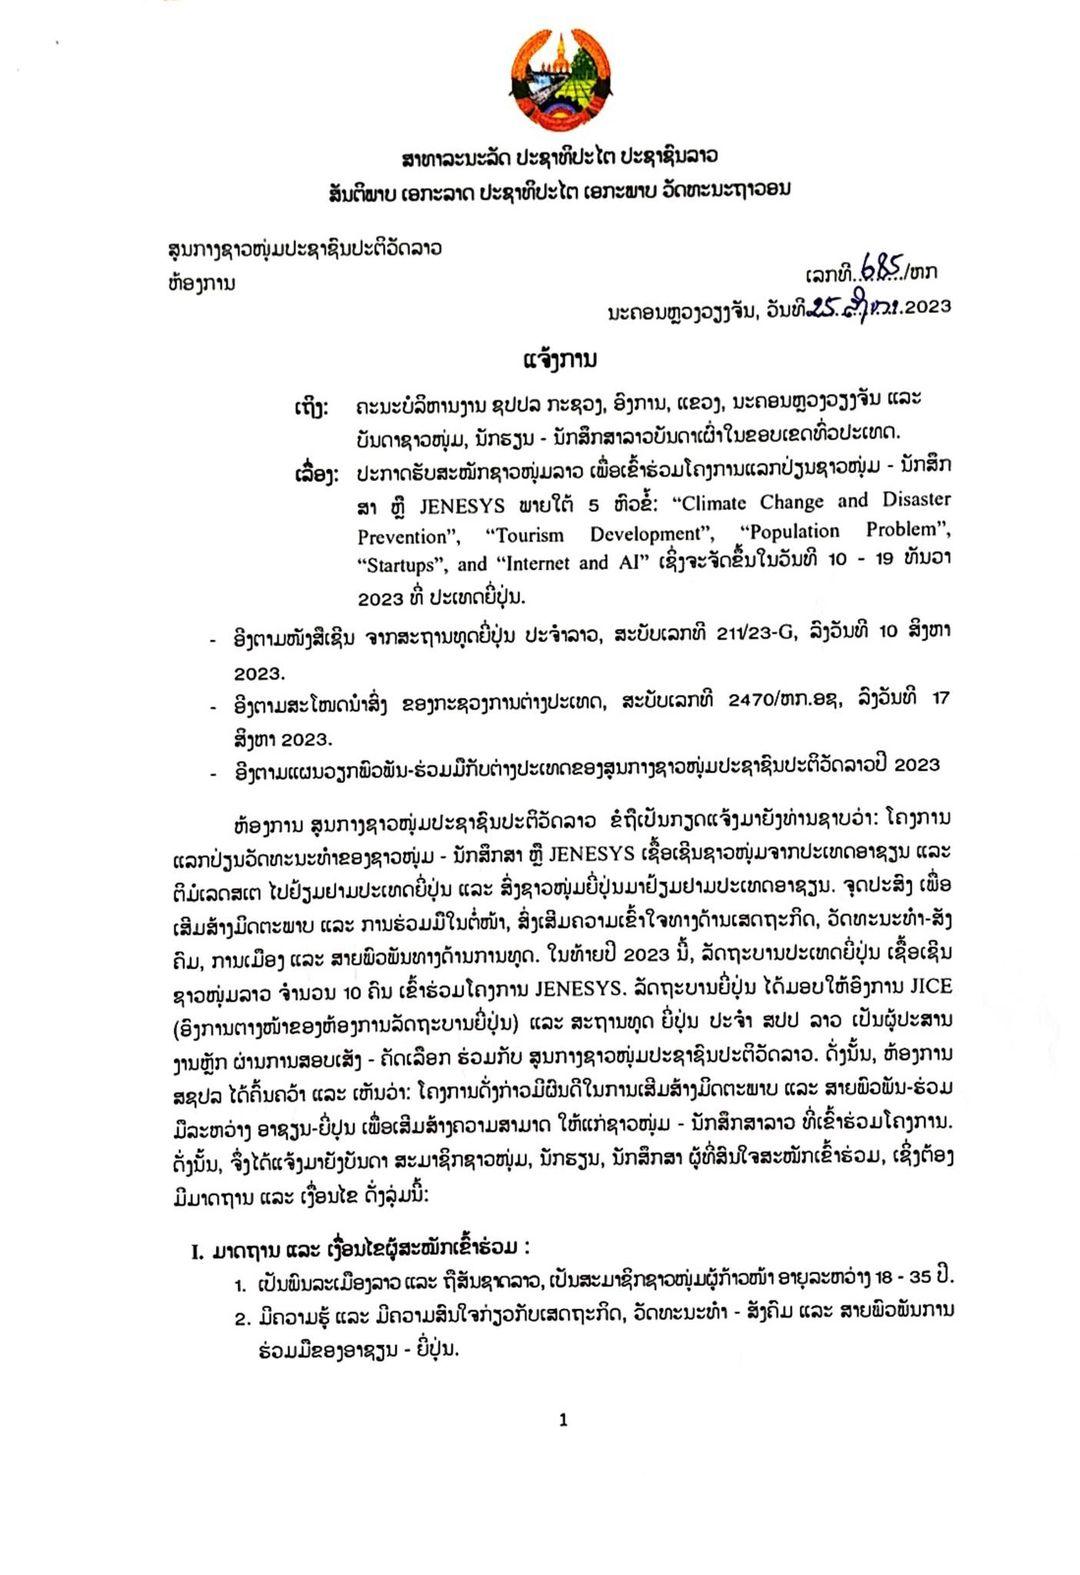 ສາທາລະນະລັດ ປະຊາທິປະໄຕ ປະຊາຊົນລາວ
ສັນຕິພາບ ເອກະລາດ ປະຊາທິປະໄຕ ເອກະພາບ ວັດທະນະຖາວອນ
ສູນກາງຊາວໜຸ່ມປະຊາຊົນປະຕິວັດລາວ
ຫ້ອງການ
ເລກທີ 685/ຫກ
ນະຄອນຫຼວງວຽງຈັນ, ວັນທີ 25 ສິງຫາ 2023
ແຈ້ງການ
ເຖິງ: ຄະນະບໍລິຫານງານ ຊປປລ ກະຊວງ, ອົງການ, ແຂວງ, ນະຄອນຫຼວງວຽງຈັນ ແລະ
ບັນດາຊາວໜຸ່ມ, ນັກຮຽນ - ນັກສຶກສາລາວບັນດາເຜົ່າໃນຂອບເຂດທົ່ວປະເທດ.
ເລື່ອງ: ປະກາດຮັບສະໝັກຊາວໜຸ່ມລາວ ເພື່ອເຂົ້າຮ່ວມໂຄງການແລກປ່ຽນຊາວໜຸ່ມ - ນັກສຶກ
ສາ ຫຼື JENESYS ພາຍໃຕ້ 5 ຫົວຂໍ້: “Climate Change and Disaster
Prevention”, “Tourism Development”, “Population Problem”,
“Startups”, and “Internet and AI” ເຊິ່ງຈະຈັດຂຶ້ນໃນວັນທີ 10 - 19 ທັນວາ
2023 ທີ່ ປະເທດຍີ່ປຸ່ນ.
- ອີງຕາມໜັງສືເຊີນ ຈາກສະຖານທູດຍີ່ປຸ່ນ ປະຈຳລາວ, ສະບັບເລກທີ 211/23-G, ລົງວັນທີ 10 ສິງຫາ
2023.
- ອີງຕາມສະໂໜດນຳສົ່ງ ຂອງກະຊວງການຕ່າງປະເທດ, ສະບັບເລກທີ 2470/ຫກ.ອຊ, ລົງວັນທີ 17
ສິງຫາ 2023.
- ອີງຕາມແຜນວຽກພົວພັນ-ຮ່ວມມືກັບຕ່າງປະເທດຂອງສູນກາງຊາວໜຸ່ມປະຊາຊົນປະຕິວັດລາວປີ 2023
ຫ້ອງການ ສູນກາງຊາວໜຸ່ມປະຊາຊົນປະຕິວັດລາວ ຂໍຖືເປັນກຽດແຈ້ງມາຍັງທ່ານຊາບວ່າ: ໂຄງການ
ແລກປ່ຽນວັດທະນະທຳຂອງຊາວໜຸ່ມ - ນັກສຶກສາ ຫຼື JENESYS ເຊື້ອເຊີນຊາວໜຸ່ມຈາກປະເທດອາຊຽນ ແລະ
ຕີມໍເລດສເຕ ໄປຢ້ຽມຢາມປະເທດຍີ່ປຸ່ນ ແລະ ສົ່ງຊາວໜຸ່ມຍີ່ປຸ່ນມາຢ້ຽມຢາມປະເທດອາຊຽນ. ຈຸດປະສົງ ເພື່ອ
ເສີມສ້າງມິດຕະພາບ ແລະ ການຮ່ວມມືໃນຕໍ່ໜ້າ, ສົ່ງເສີມຄວາມເຂົ້າໃຈທາງດ້ານເສດຖະກິດ, ວັດທະນະທຳ-ສັງ
ຄົມ, ການເມືອງ ແລະ ສາຍພົວພັນທາງດ້ານການທູດ. ໃນທ້າຍປີ 2023 ນີ້, ລັດຖະບານປະເທດຍີ່ປຸ່ນ ເຊື້ອເຊີນ
ຊາວໜຸ່ມລາວ ຈຳນວນ 10 ຄົນ ເຂົ້າຮ່ວມໂຄງການ JENESYS. ລັດຖະບານຍີ່ປຸ່ນ ໄດ້ມອບໃຫ້ອົງການ JICE
(ອົງການຕາງໜ້າຂອງຫ້ອງການລັດຖະບານຍີ່ປຸ່ນ) ແລະ ສະຖານທູດ ຍີ່ປຸ່ນ ປະຈຳ ສປປ ລາວ ເປັນຜູ້ປະສານ
ງານຫຼັກ ຜ່ານການສອບເສັງ - ຄັດເລືອກ ຮ່ວມກັບ ສູນກາງຊາວໜຸ່ມປະຊາຊົນປະຕິວັດລາວ. ດັ່ງນັ້ນ, ຫ້ອງການ
ສຊປລ ໄດ້ຄົ້ນຄວ້າ ແລະ ເຫັນວ່າ: ໂຄງການດັ່ງກ່າວມີຜົນດີໃນການເສີມສ້າງມິດຕະພາບ ແລະ ສາຍພົວພັນ-ຮ່ວມ
ມືລະຫວ່າງ ອາຊຽນ-ຍີ່ປຸ່ນ ເພື່ອເສີມສ້າງຄວາມສາມາດ ໃຫ້ແກ່ຊາວໜຸ່ມ - ນັກສຶກສາລາວ ທີ່ເຂົ້າຮ່ວມໂຄງການ.
ດັ່ງນັ້ນ, ຈຶ່ງໄດ້ແຈ້ງມາຍັງບັນດາ ສະມາຊິກຊາວໜຸ່ມ, ນັກຮຽນ, ນັກສຶກສາ ຜູ້ທີ່ສົນໃຈສະໝັກເຂົ້າຮ່ວມ, ເຊິ່ງຕ້ອງ
ມີມາດຖານ ແລະ ເງື່ອນໄຂ ດັ່ງລຸ່ມນີ້:
I. ມາດຖານ ແລະ ເງື່ອນໄຂຜູ້ສະໝັກເຂົ້າຮ່ວມ :
1. ເປັນພົນລະເມືອງລາວ ແລະ ຖືສັນຊາດລາວ, ເປັນສະມາຊິກຊາວໜຸ່ມຜູ້ກ້າວໜ້າ ອາຍຸລະຫວ່າງ 18 - 35 ປີ.
2. ມີຄວາມຮູ້ ແລະ ມີຄວາມສົນໃຈກ່ຽວກັບເສດຖະກິດ, ວັດທະນະທຳ - ສັງຄົມ ແລະ ສາຍພົວພັນການ
ຮ່ວມມືຂອງອາຊຽນ - ຍີ່ປຸ່ນ.
1